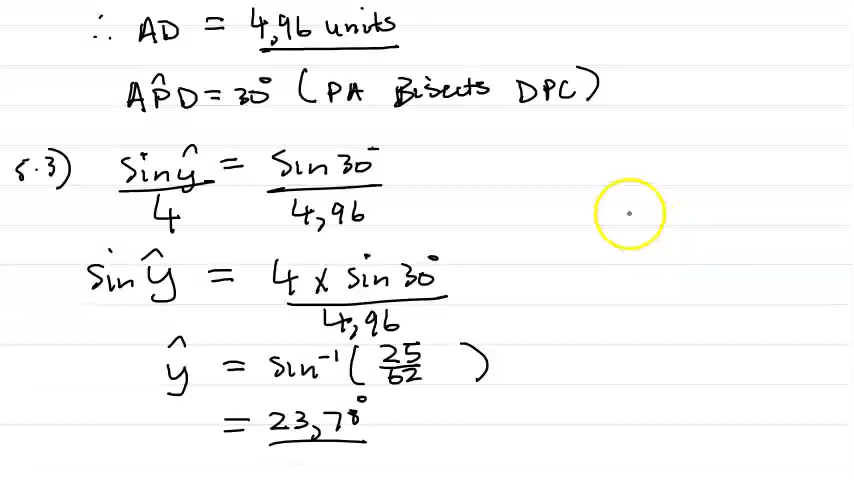 ∴ AD = 4,96 units
AP̂D = 30° (PA Bisects DPC)
5.3) sin ŷ / 4 = sin 30° / 4,96
sin ŷ = 4 x sin 30° / 4,96
ŷ = sin⁻¹ ( 25/62 )
= 23,78°